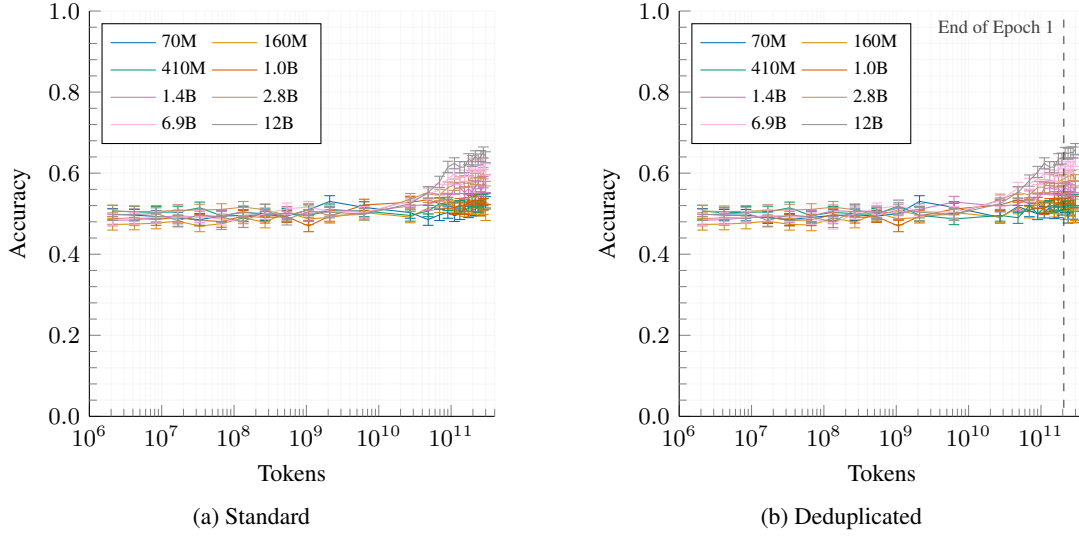 1.0
0.8
0.6
0.4
0.2
0.0
Accuracy
70M 160M
410M 1.0B
1.4B 2.8B
6.9B 12B
10^6 10^7 10^8 10^9 10^10 10^11
Tokens
(a) Standard
1.0
0.8
0.6
0.4
0.2
0.0
Accuracy
End of Epoch 1
70M 160M
410M 1.0B
1.4B 2.8B
6.9B 12B
10^6 10^7 10^8 10^9 10^10 10^11
Tokens
(b) Deduplicated